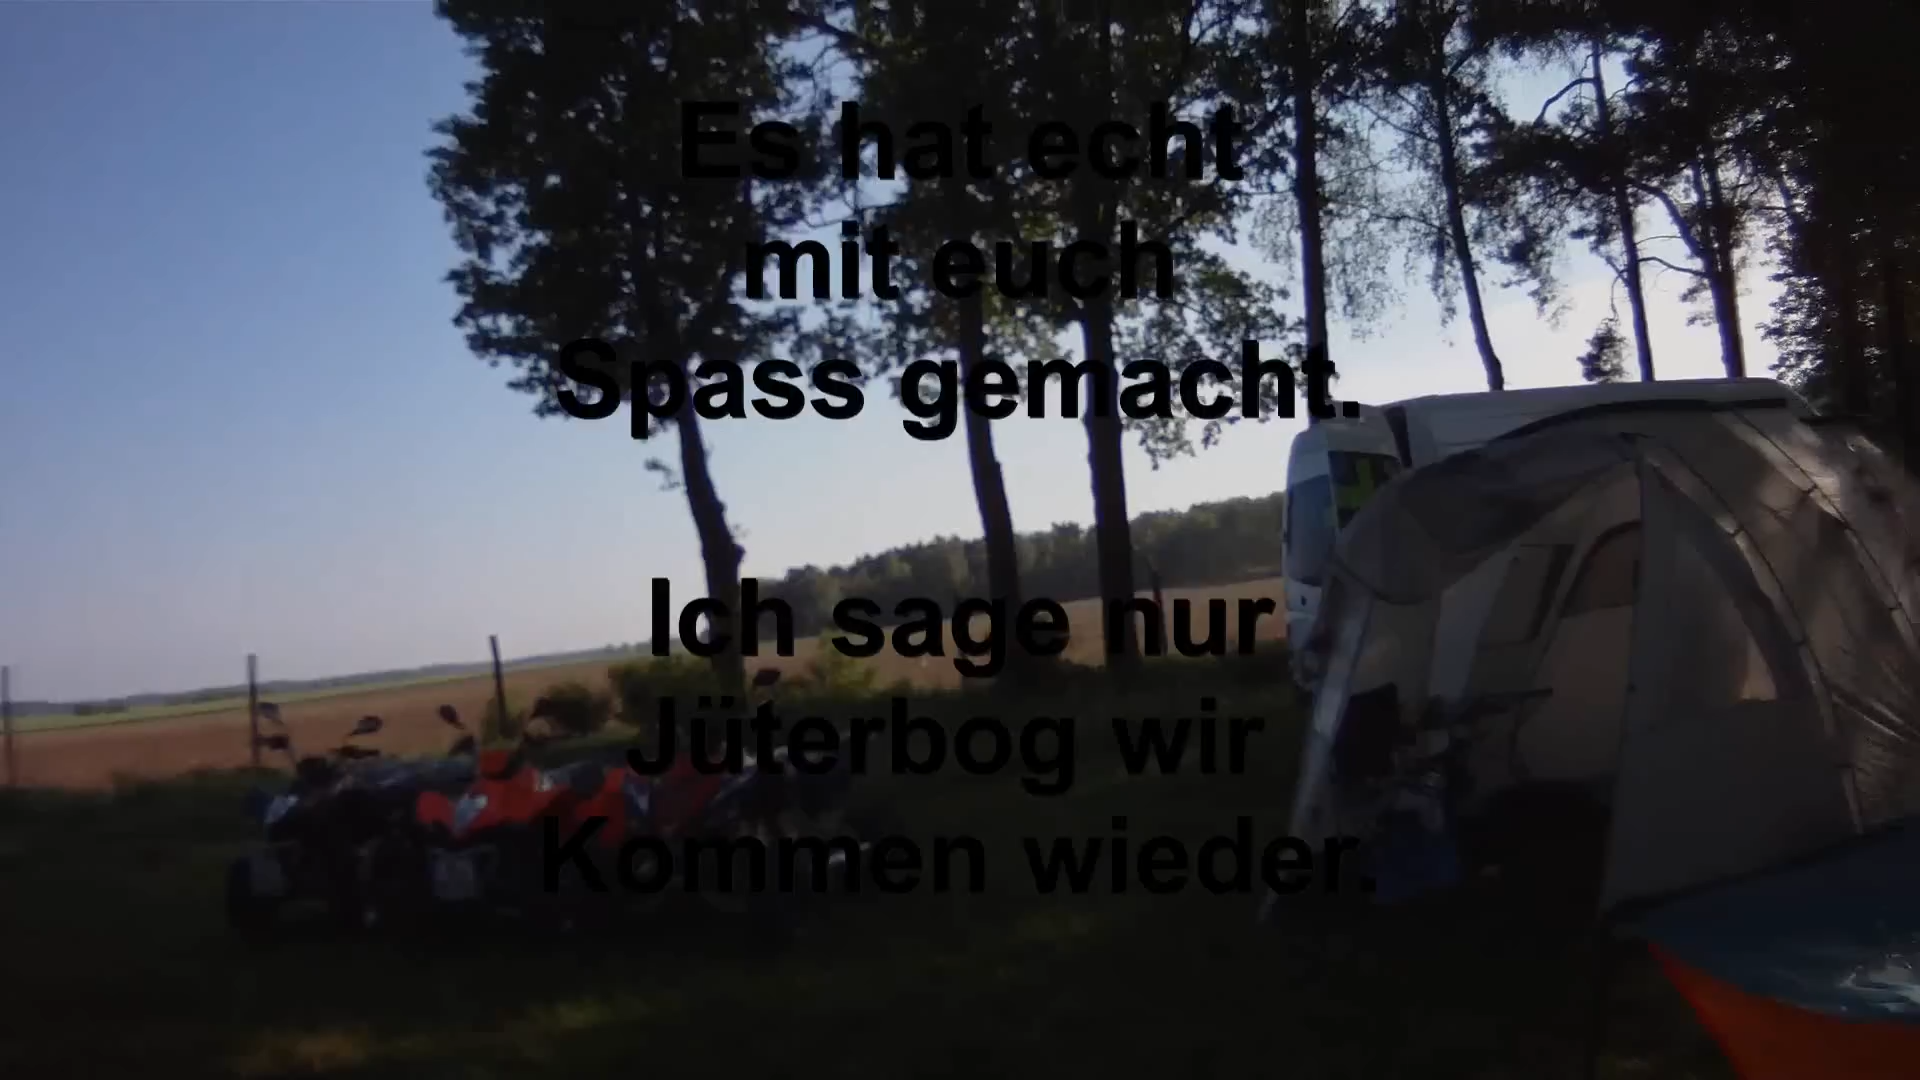 Es hat echt
mit euch
Spass gemacht.
Ich sage nur
Jüterbog wir
Kommen wieder.